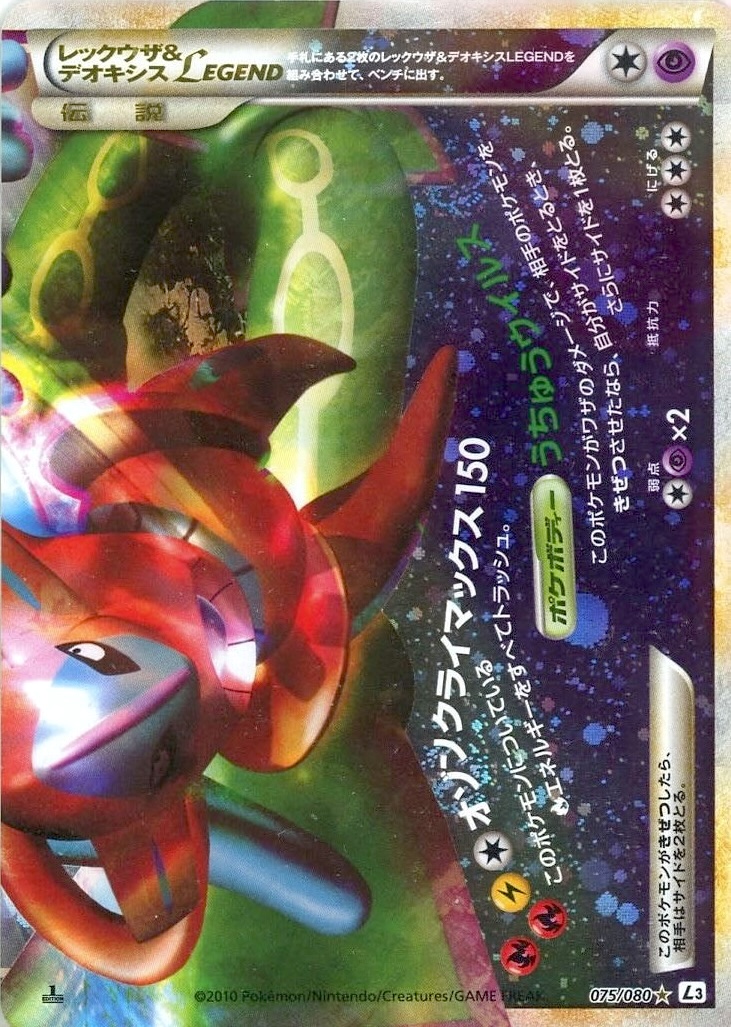 レックウザ&
デオキシス LEGEND
手札にある2枚のレックウザ&デオキシスLEGENDを
組み合わせて、ベンチに出す。
伝説
オゾンクライマックス 150
このポケモンについている
エネルギーをすべてトラッシュ。
ポケボディー うちゅうウィルス
このポケモンがワザのダメージで、相手のポケモンを
きぜつさせたなら、自分がサイドをとるとき、
さらにサイドを1枚とる。
弱点 ×2
抵抗力
にげる
このポケモンがきぜつしたら、
相手はサイドを2枚とる。
1
EDITION
©2010 Pokémon/Nintendo/Creatures/GAME FREAK
075/080 ★ L3